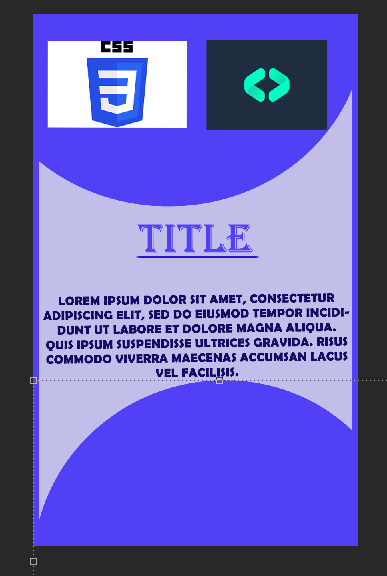 CSS
3
TITLE
LOREM IPSUM DOLOR SIT AMET, CONSECTETUR
ADIPISCING ELIT, SED DO EIUSMOD TEMPOR INCIDI-
DUNT UT LABORE ET DOLORE MAGNA ALIQUA.
QUIS IPSUM SUSPENDISSE ULTRICES GRAVIDA. RISUS
COMMODO VIVERRA MAECENAS ACCUMSAN LACUS
VEL FACILISIS.